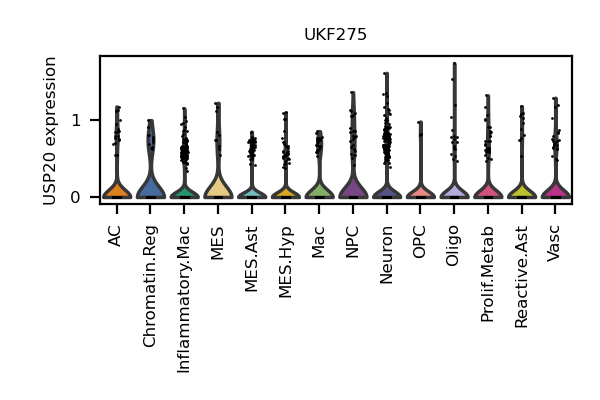 UKF275
USP20 expression
1
0
AC
Chromatin.Reg
Inflammatory.Mac
MES
MES.Ast
MES.Hyp
Mac
NPC
Neuron
OPC
Oligo
Prolif.Metab
Reactive.Ast
Vasc